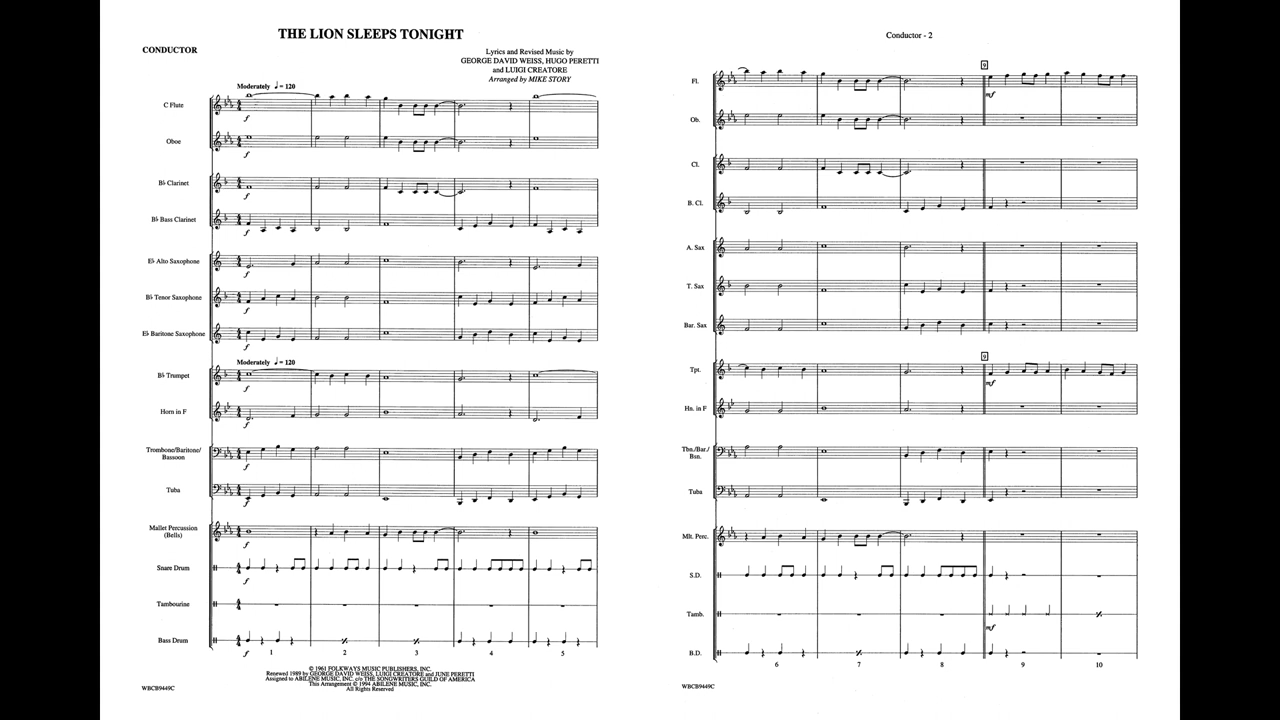 THE LION SLEEPS TONIGHT
CONDUCTOR
Lyrics and Revised Music by
GEORGE DAVID WEISS, HUGO PERETTI
and LUIGI CREATORE
Arranged by MIKE STORY
Moderately ♩ = 120
C Flute
f
Oboe
f
B♭ Clarinet
f
B♭ Bass Clarinet
f
E♭ Alto Saxophone
f
B♭ Tenor Saxophone
f
E♭ Baritone Saxophone
f
Moderately ♩ = 120
B♭ Trumpet
f
Horn in F
f
Trombone/Baritone/
Bassoon
f
Tuba
f
Mallet Percussion
(Bells)
f
Snare Drum
f
Tambourine
Bass Drum
f
1 2 3 4 5
© 1961 FOLKWAYS MUSIC PUBLISHERS, INC.
Renewed 1989 by GEORGE DAVID WEISS, LUIGI CREATORE and JUNE PERETTI
Assigned to ABILENE MUSIC, INC. c/o THE SONGWRITERS GUILD OF AMERICA
This Arrangement © 1994 ABILENE MUSIC, INC.
All Rights Reserved
WBCB9449C
Conductor - 2
9
Fl.
mf
Ob.
Cl.
B. Cl.
A. Sax
T. Sax
Bar. Sax
9
Tpt.
mf
Hn. in F
Tbn./Bar./
Bsn.
Tuba
Mlt. Perc.
S.D.
Tamb.
mf
B.D.
6 7 8 9 10
WBCB9449C